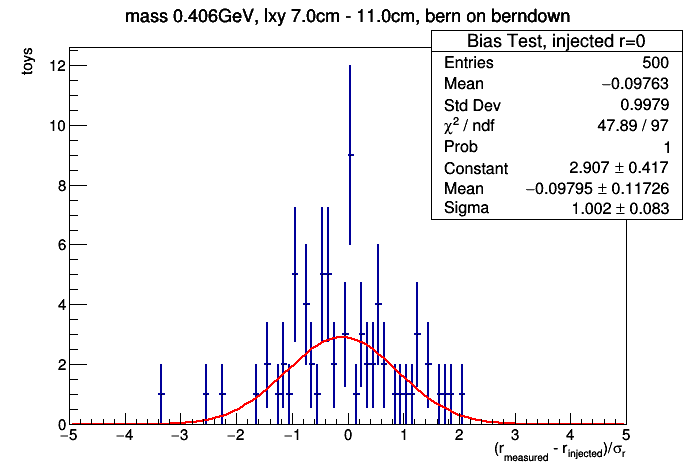 mass 0.406GeV, lxy 7.0cm - 11.0cm, bern on berndown
Bias Test, injected r=0
Entries 500
Mean −0.09763
Std Dev 0.9979
χ² / ndf 47.89 / 97
Prob 1
Constant 2.907 ± 0.417
Mean −0.09795 ± 0.11726
Sigma 1.002 ± 0.083
toys
12
10
8
6
4
2
0
−5 −4 −3 −2 −1 0 1 2 3 4 5
(r_measured - r_injected)/σ_r